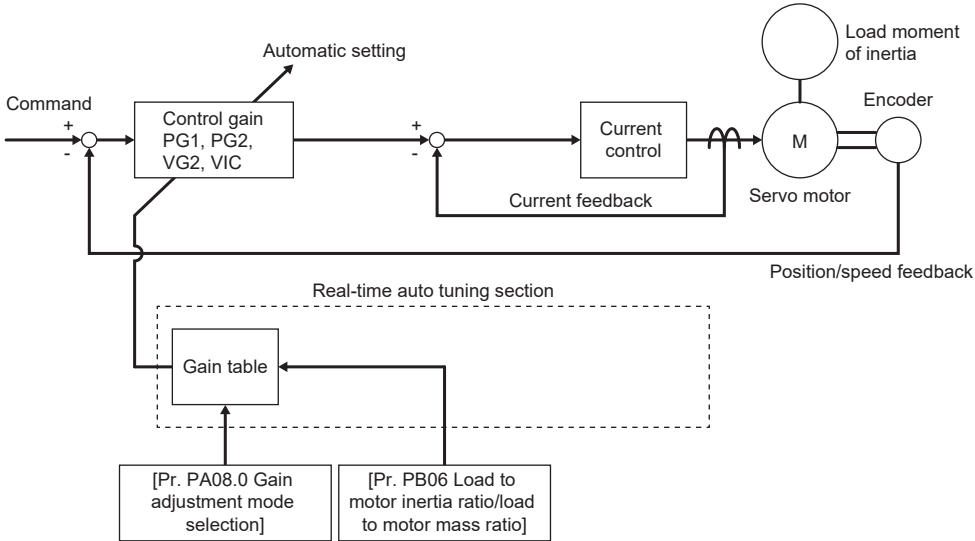 Automatic setting
Load moment
of inertia
Command
+
-
Control gain
PG1, PG2,
VG2, VIC
+
-
Current
control
M
Encoder
Servo motor
Current feedback
Position/speed feedback
Real-time auto tuning section
Gain table
[Pr. PA08.0 Gain
adjustment mode
selection]
[Pr. PB06 Load to
motor inertia ratio/load
to motor mass ratio]